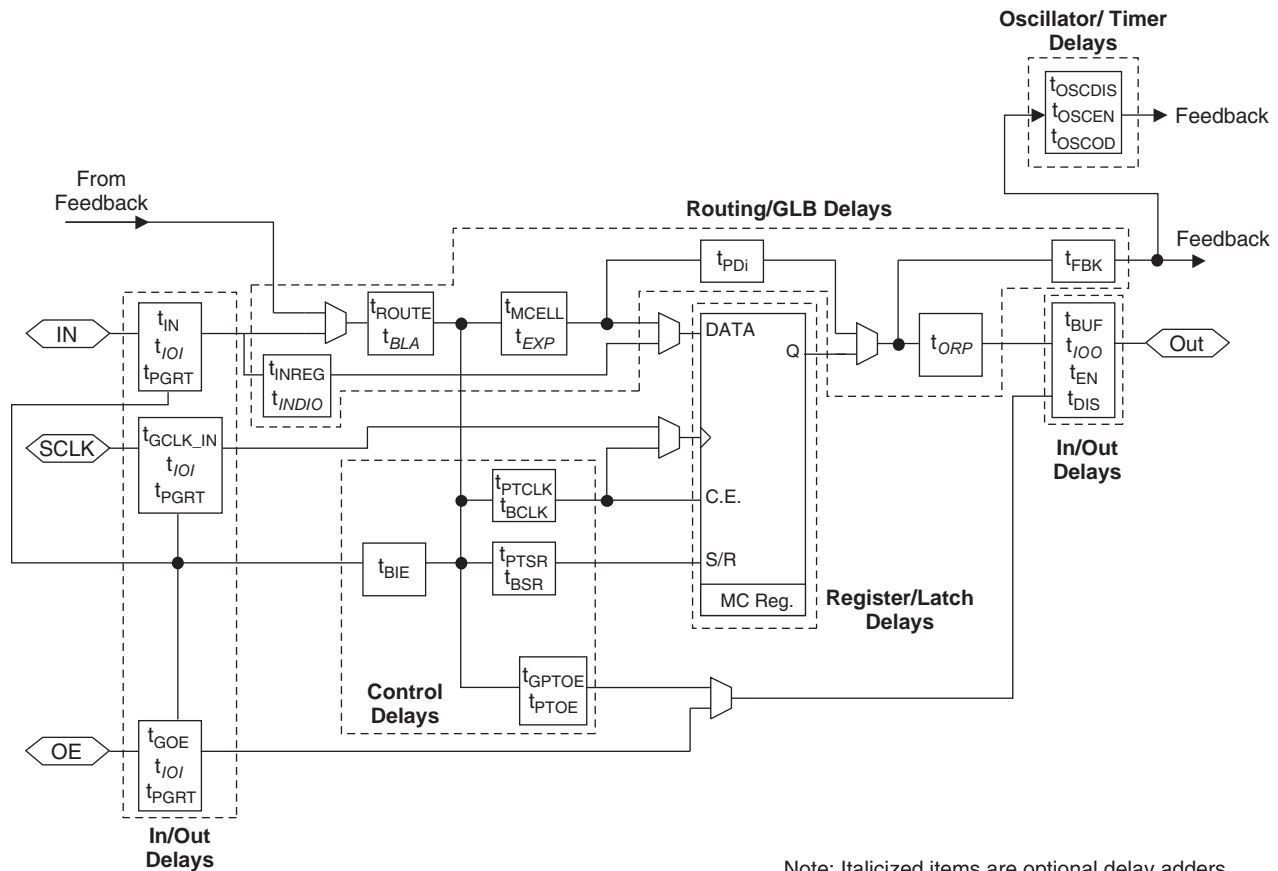 Oscillator/ Timer
Delays
tOSCDIS
tOSCEN
tOSCOD
Feedback
From
Feedback
Routing/GLB Delays
Feedback
tPDi
tFBK
IN
tIN
tIOI
tPGRT
tROUTE
tBLA
tMCELL
tEXP
DATA
Q
tORP
tBUF
tIOO
tEN
tDIS
Out
tINREG
tINDIO
SCLK
tGCLK_IN
tIOI
tPGRT
In/Out
Delays
tPTCLK
tBCLK
C.E.
tBIE
tPTSR
tBSR
S/R
MC Reg.
Register/Latch
Delays
Control
Delays
tGPTOE
tPTOE
OE
tGOE
tIOI
tPGRT
In/Out
Delays
Note: Italicized items are optional delay adders